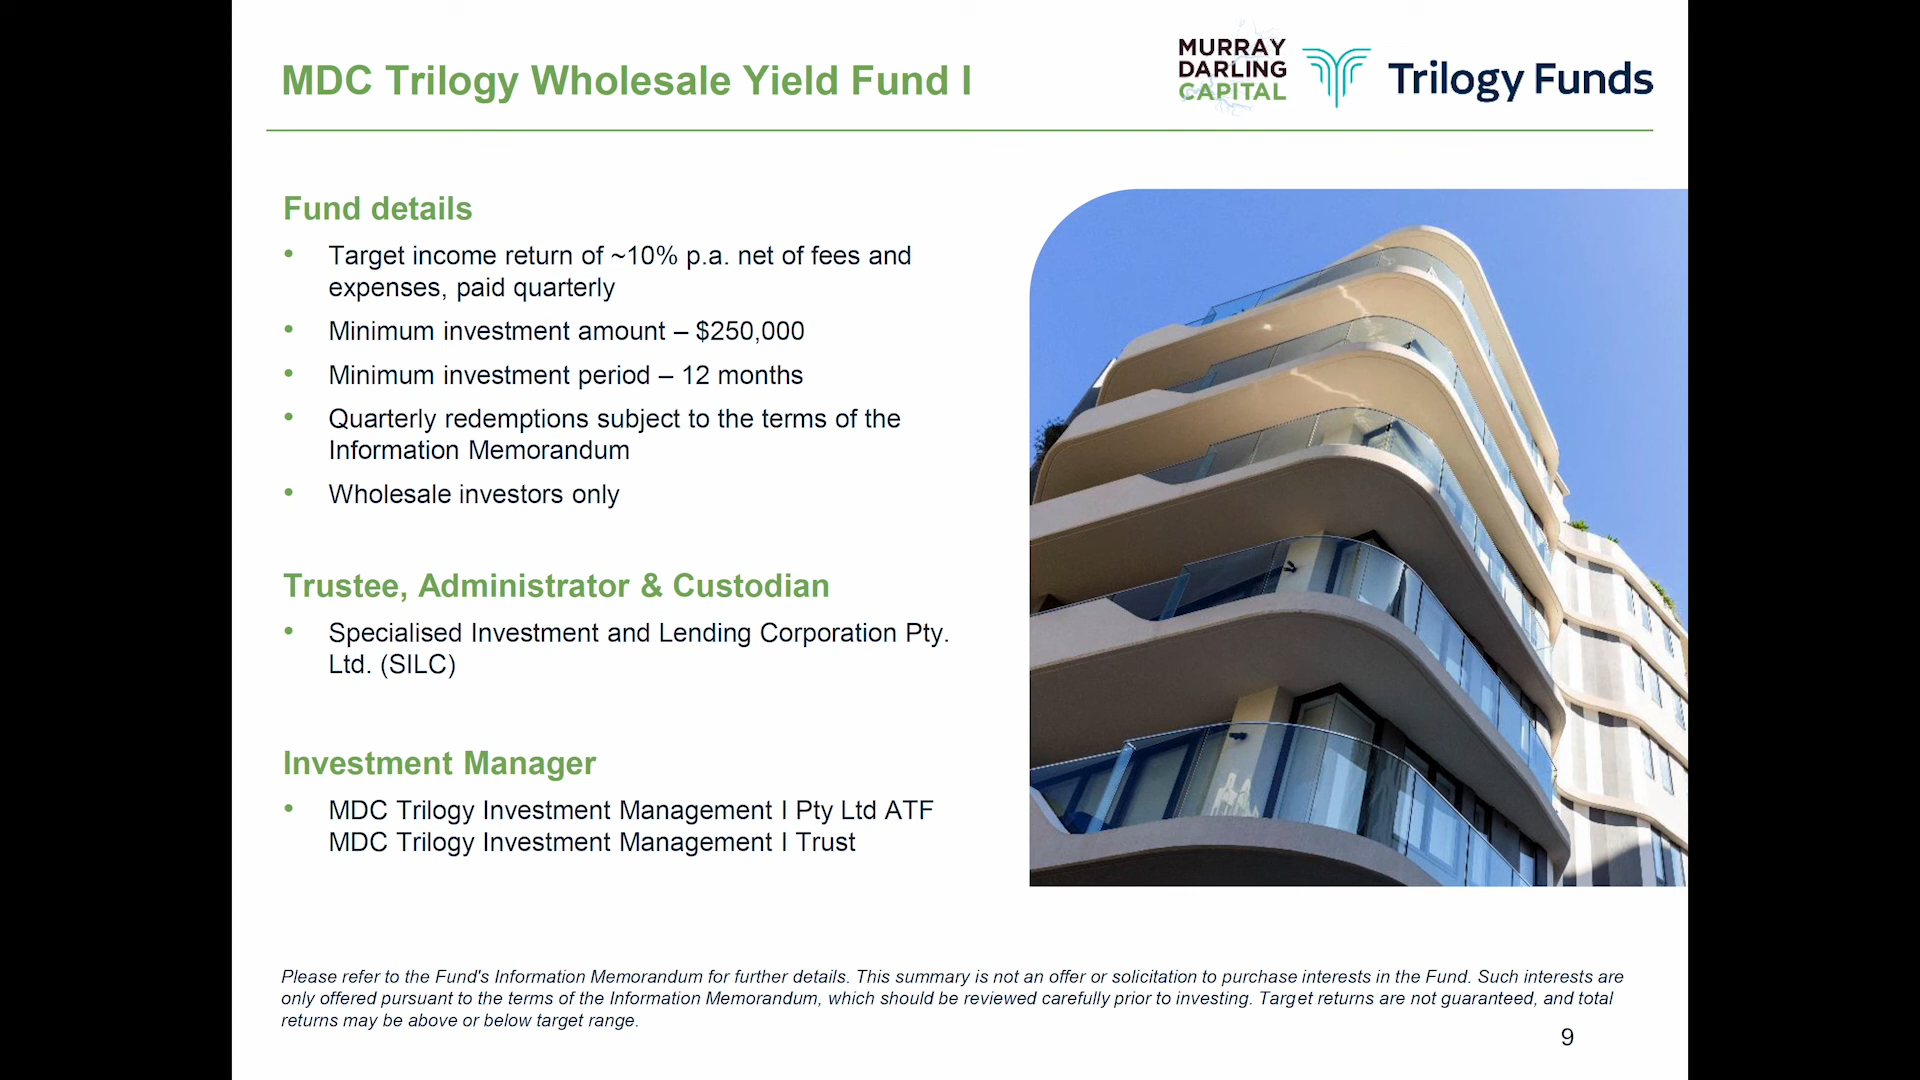 MDC Trilogy Wholesale Yield Fund I
MURRAY
DARLING
CAPITAL
Trilogy Funds
Fund details
• Target income return of ~10% p.a. net of fees and
expenses, paid quarterly
• Minimum investment amount – $250,000
• Minimum investment period – 12 months
• Quarterly redemptions subject to the terms of the
Information Memorandum
• Wholesale investors only
Trustee, Administrator & Custodian
• Specialised Investment and Lending Corporation Pty.
Ltd. (SILC)
Investment Manager
• MDC Trilogy Investment Management I Pty Ltd ATF
MDC Trilogy Investment Management I Trust
Please refer to the Fund's Information Memorandum for further details. This summary is not an offer or solicitation to purchase interests in the Fund. Such interests are
only offered pursuant to the terms of the Information Memorandum, which should be reviewed carefully prior to investing. Target returns are not guaranteed, and total
returns may be above or below target range.
9